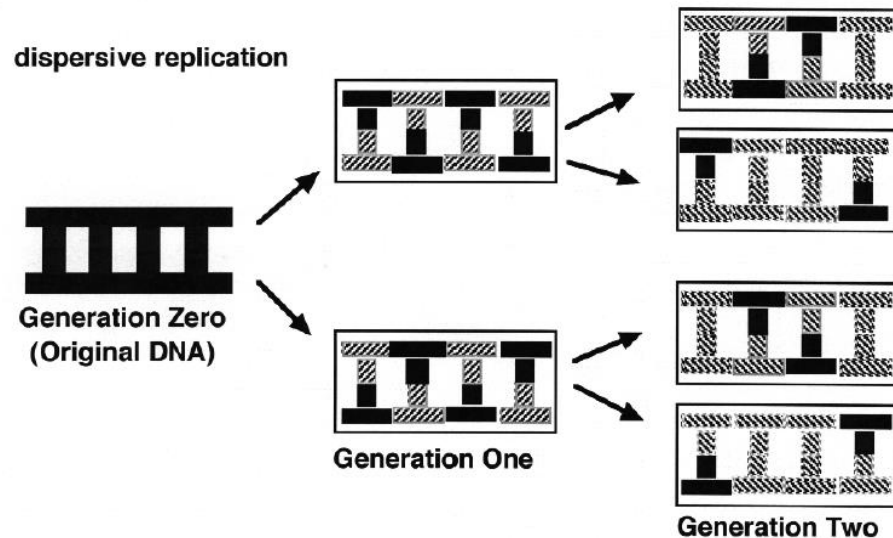 dispersive replication
Generation Zero
(Original DNA)
Generation One
Generation Two